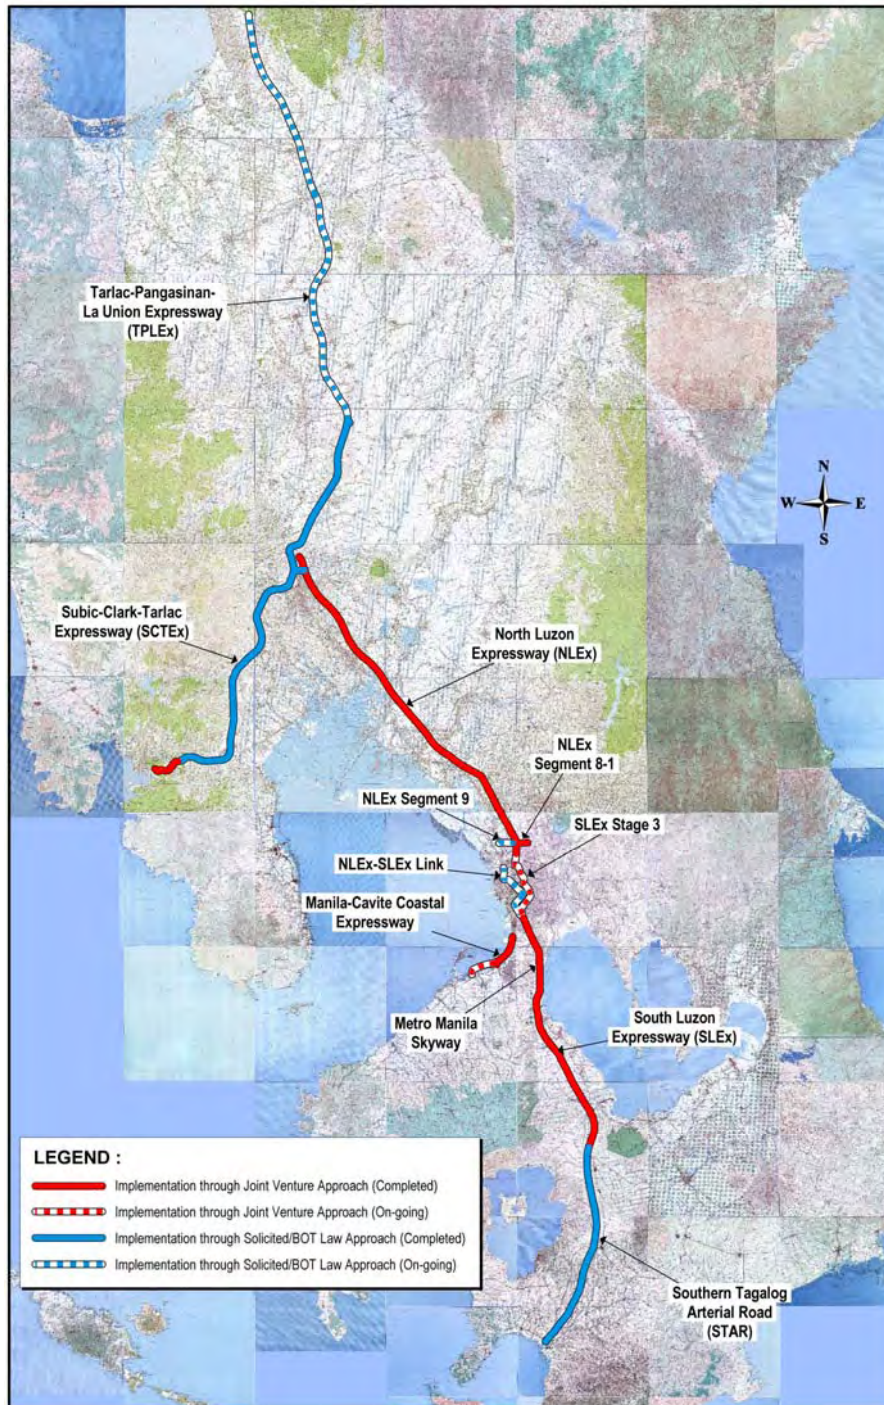 Tarlac-Pangasinan-
La Union Expressway
(TPLEx)
N
W
E
S
Subic-Clark-Tarlac
Expressway (SCTEx)
North Luzon
Expressway (NLEx)
NLEx
Segment 8-1
NLEx Segment 9
SLEx Stage 3
NLEx-SLEx Link
Manila-Cavite Coastal
Expressway
Metro Manila
Skyway
South Luzon
Expressway (SLEx)
LEGEND :
Implementation through Joint Venture Approach (Completed)
Implementation through Joint Venture Approach (On-going)
Implementation through Solicited/BOT Law Approach (Completed)
Implementation through Solicited/BOT Law Approach (On-going)
Southern Tagalog
Arterial Road
(STAR)